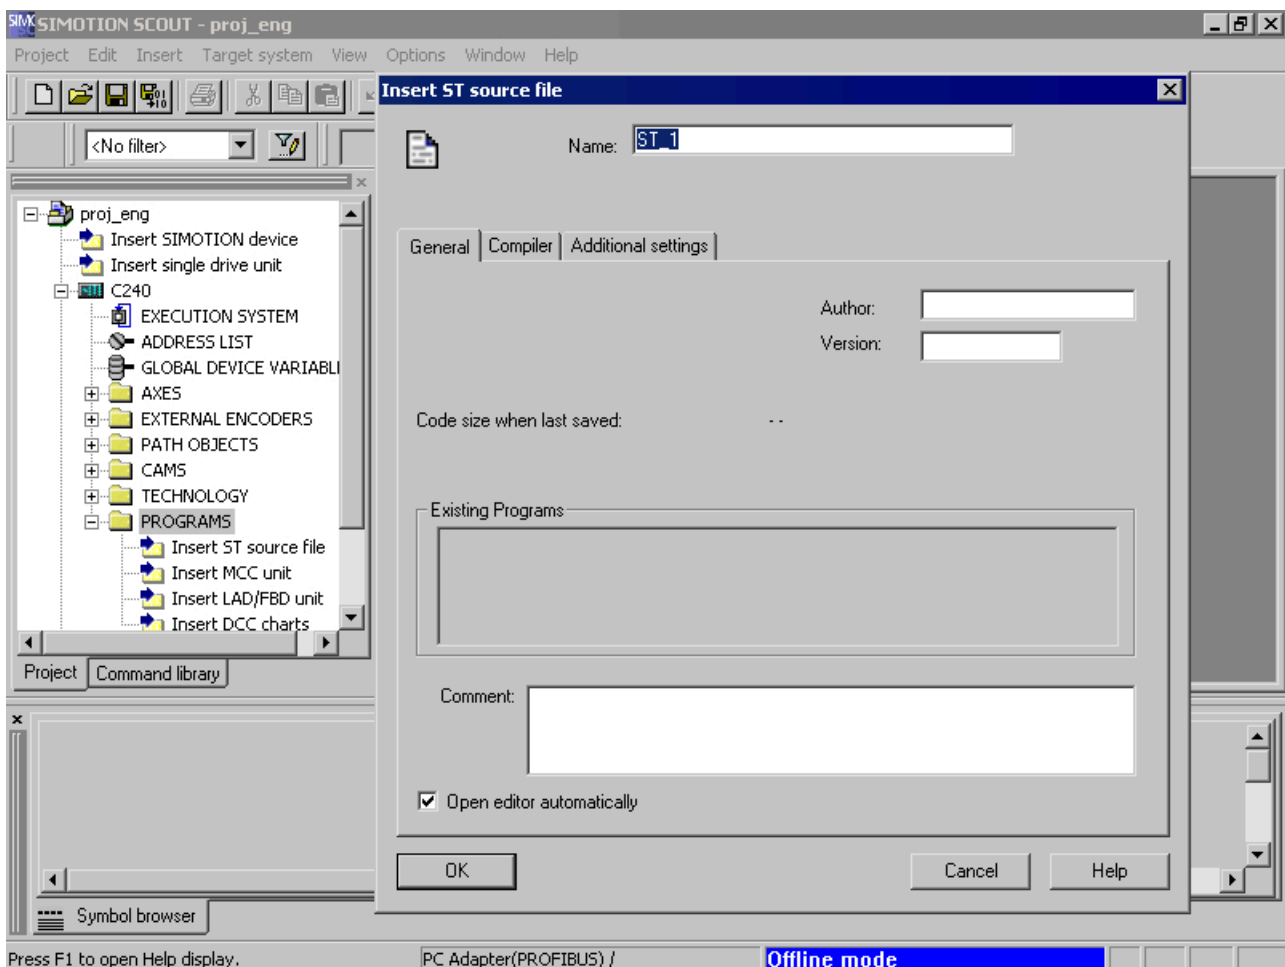 SIMOTION SCOUT - proj_eng
Project Edit Insert Target system View Options Window Help
Insert ST source file
<No filter>
Name: ST_1
proj_eng
Insert SIMOTION device
Insert single drive unit
C240
EXECUTION SYSTEM
ADDRESS LIST
GLOBAL DEVICE VARIABL
AXES
EXTERNAL ENCODERS
PATH OBJECTS
CAMS
TECHNOLOGY
PROGRAMS
Insert ST source file
Insert MCC unit
Insert LAD/FBD unit
Insert DCC charts
Project Command library
General Compiler Additional settings
Author:
Version:
Code size when last saved: - -
Existing Programs
Comment:
Open editor automatically
OK Cancel Help
Symbol browser
Press F1 to open Help display. PC Adapter(PROFIBUS) / Offline mode